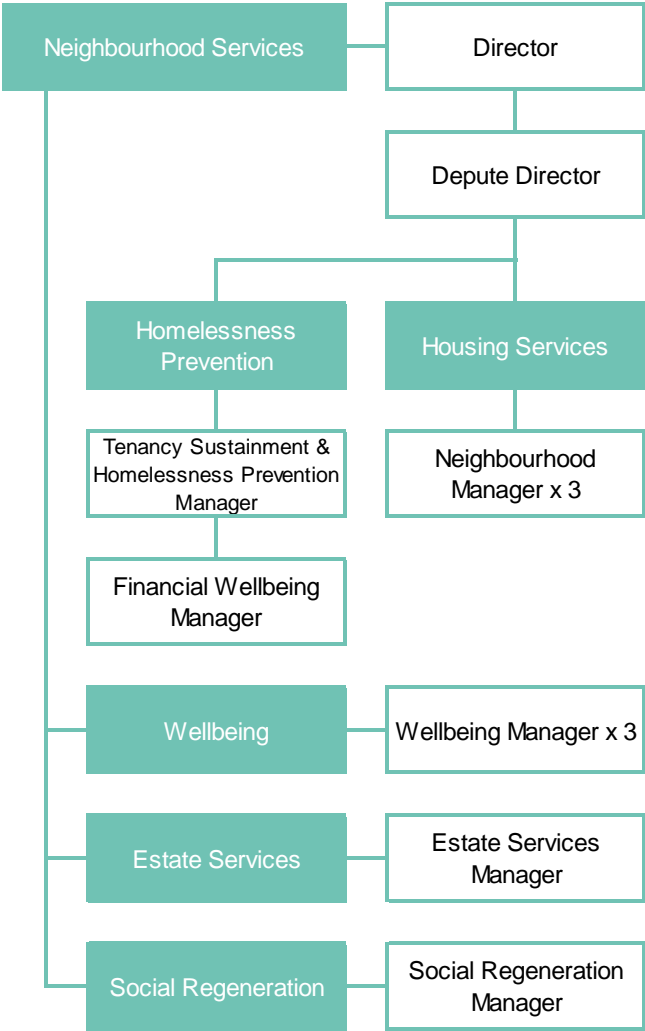 Neighbourhood Services
Director
Depute Director
Homelessness
Prevention
Housing Services
Tenancy Sustainment &
Homelessness Prevention
Manager
Neighbourhood
Manager x 3
Financial Wellbeing
Manager
Wellbeing
Wellbeing Manager x 3
Estate Services
Estate Services
Manager
Social Regeneration
Social Regeneration
Manager